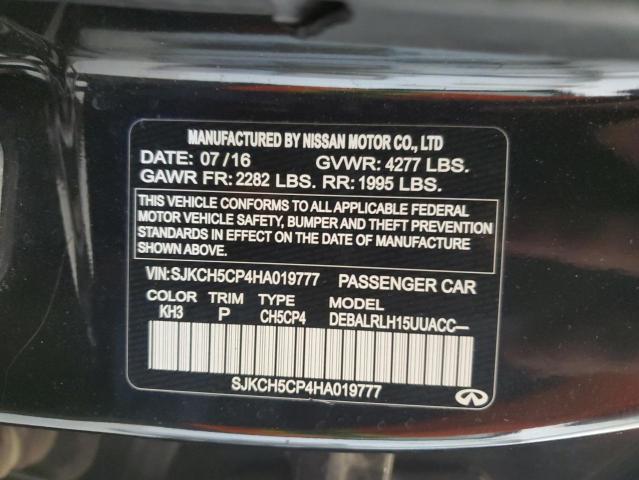 MANUFACTURED BY NISSAN MOTOR CO., LTD
DATE: 07/16 GVWR: 4277 LBS.
GAWR FR: 2282 LBS. RR: 1995 LBS.
THIS VEHICLE CONFORMS TO ALL APPLICABLE FEDERAL
MOTOR VEHICLE SAFETY, BUMPER AND THEFT PREVENTION
STANDARDS IN EFFECT ON THE DATE OF MANUFACTURE
SHOWN ABOVE.
VIN:SJKCH5CP4HA019777 PASSENGER CAR
COLOR TRIM TYPE MODEL
KH3 P CH5CP4 DEBALRLH15UUACC—
SJKCH5CP4HA019777